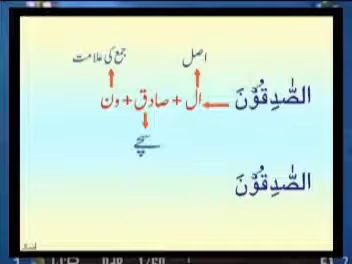 اصل جمع کی علامت
الصّٰدِقُوْنَ ال + صادق + ون
سچے
الصّٰدِقُوْنَ